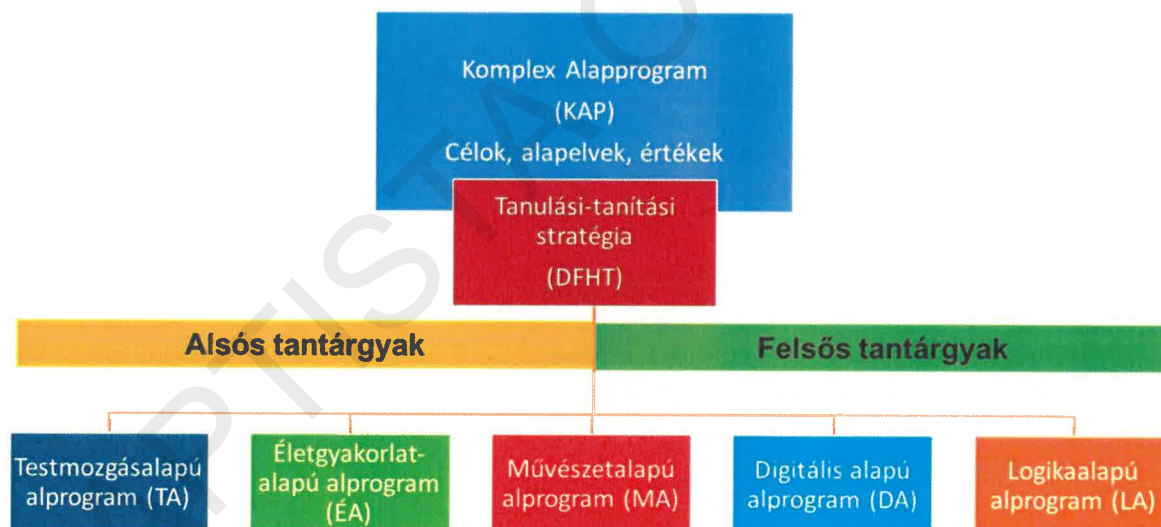 Komplex Alapprogram
(KAP)
Célok, alapelvek, értékek
Tanulási-tanítási
stratégia
(DFHT)
Alsós tantárgyak
Felsős tantárgyak
Testmozgásalapú
alprogram (TA)
Életgyakorlat-
alapú alprogram
(ÉA)
Művészetalapú
alprogram (MA)
Digitális alapú
alprogram (DA)
Logikaalapú
alprogram (LA)
PTISTA